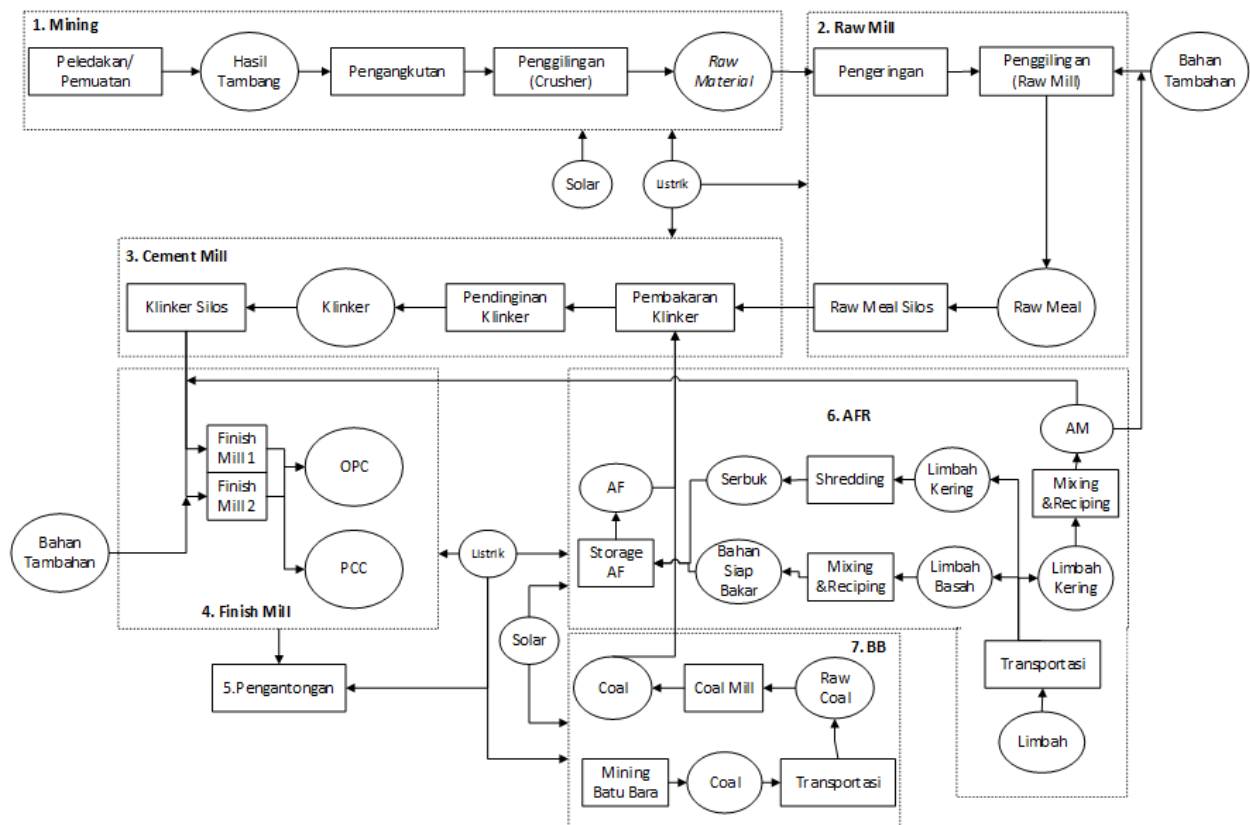 1. Mining
Peledakan/
Pemuatan
Hasil
Tambang
Pengangkutan
Penggilingan
(Crusher)
Raw
Material
2. Raw Mill
Pengeringan
Penggilingan
(Raw Mill)
Bahan
Tambahan
Solar
Listrik
3. Cement Mill
Klinker Silos
Klinker
Pendinginan
Klinker
Pembakaran
Klinker
Raw Meal Silos
Raw Meal
Finish
Mill 1
Finish
Mill 2
OPC
PCC
Bahan
Tambahan
4. Finish Mill
5.Pengantongan
Listrik
Solar
6. AFR
AM
Mixing
&Reciping
Limbah
Kering
Shredding
Serbuk
AF
Storage
AF
Bahan
Siap
Bakar
Mixing
&Reciping
Limbah
Basah
Limbah
Kering
Transportasi
Limbah
7. BB
Coal
Coal Mill
Raw
Coal
Mining
Batu Bara
Coal
Transportasi